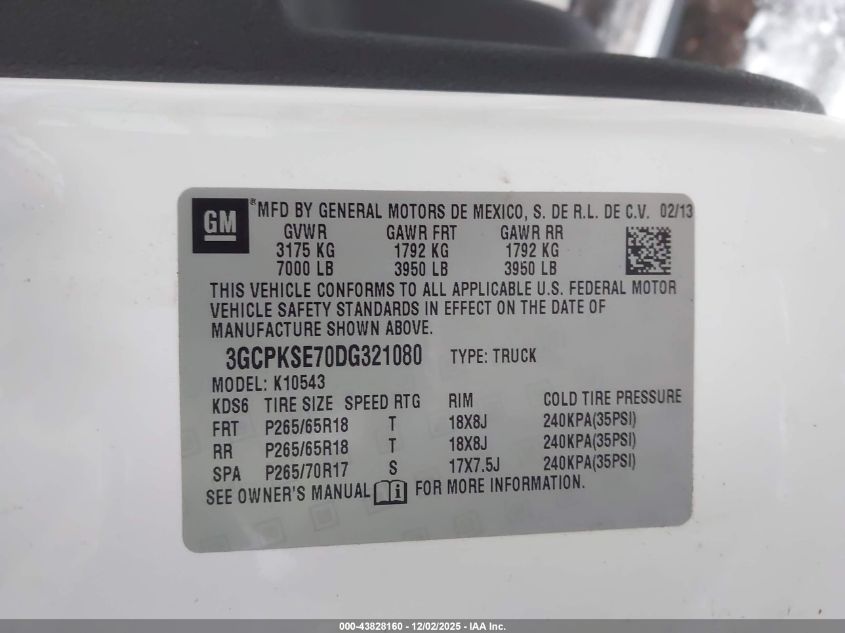 GM ® MFD BY GENERAL MOTORS DE MEXICO, S. DE R.L. DE C.V. 02/13
GVWR GAWR FRT GAWR RR
3175 KG 1792 KG 1792 KG
7000 LB 3950 LB 3950 LB
THIS VEHICLE CONFORMS TO ALL APPLICABLE U.S. FEDERAL MOTOR
VEHICLE SAFETY STANDARDS IN EFFECT ON THE DATE OF
MANUFACTURE SHOWN ABOVE.
3GCPKSE70DG321080 TYPE: TRUCK
MODEL: K10543
KDS6 TIRE SIZE SPEED RTG RIM COLD TIRE PRESSURE
FRT P265/65R18 T 18X8J 240KPA(35PSI)
RR P265/65R18 T 18X8J 240KPA(35PSI)
SPA P265/70R17 S 17X7.5J 240KPA(35PSI)
SEE OWNER'S MANUAL i FOR MORE INFORMATION.
000-43828160 - 12/02/2025 - IAA Inc.